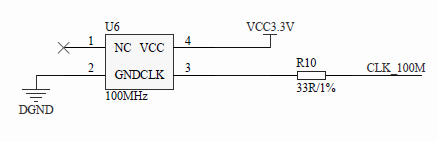 U6
VCC3.3V
1 NC VCC 4
2 GNDCLK 3
100MHz
DGND
R10
33R/1%
CLK_100M